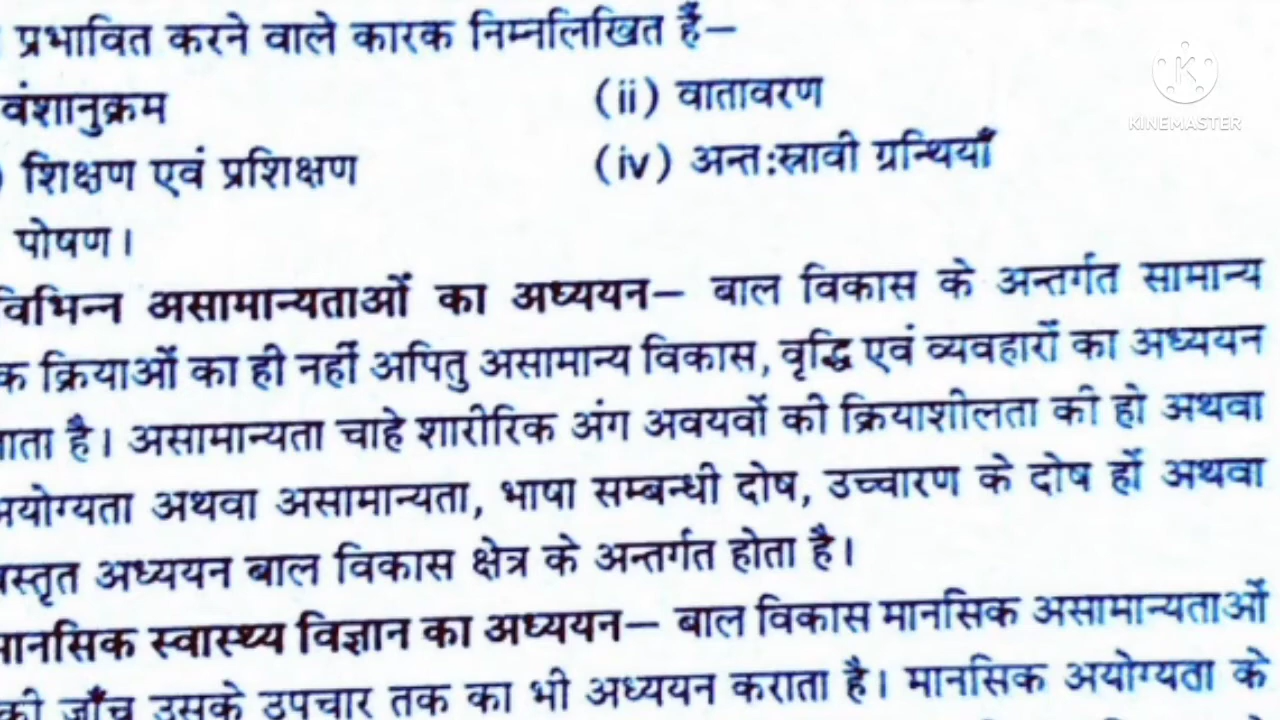 प्रभावित करने वाले कारक निम्नलिखित हैं–
वंशानुक्रम (ii) वातावरण
शिक्षण एवं प्रशिक्षण (iv) अन्त:स्रावी ग्रन्थियाँ
पोषण।
विभिन्न असामान्यताओं का अध्ययन– बाल विकास के अन्तर्गत सामान्य
क्रियाओं का ही नहीं अपितु असामान्य विकास, वृद्धि एवं व्यवहारों का अध्ययन
है। असामान्यता चाहे शारीरिक अंग अवयवों की क्रियाशीलता की हो अथवा
अयोग्यता अथवा असामान्यता, भाषा सम्बन्धी दोष, उच्चारण के दोष हों अथवा
अध्ययन बाल विकास क्षेत्र के अन्तर्गत होता है।
मानसिक स्वास्थ्य विज्ञान का अध्ययन– बाल विकास मानसिक असामान्यताओं
की जाँच उसके उपचार तक का भी अध्ययन कराता है। मानसिक अयोग्यता के
KINEMASTER